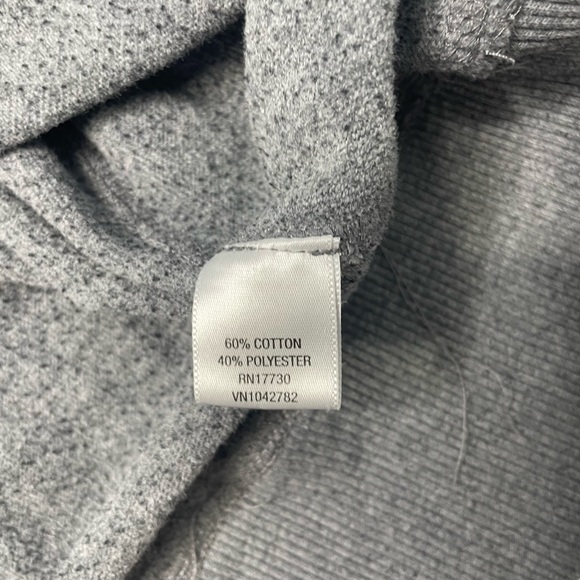 60% COTTON
40% POLYESTER
RN17730
VN1042782